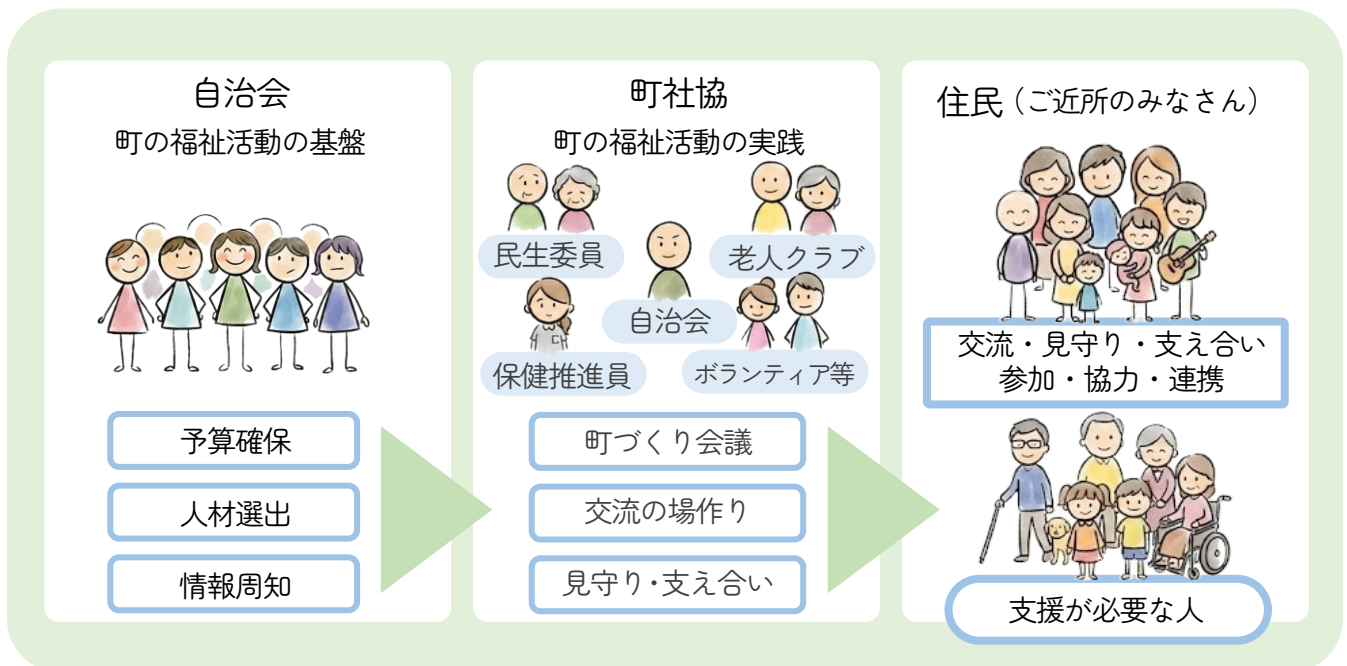 自治会
町の福祉活動の基盤
予算確保
人材選出
情報周知
町社協
町の福祉活動の実践
民生委員
老人クラブ
自治会
保健推進員
ボランティア等
町づくり会議
交流の場作り
見守り・支え合い
住民(ご近所のみなさん)
交流・見守り・支え合い
参加・協力・連携
支援が必要な人